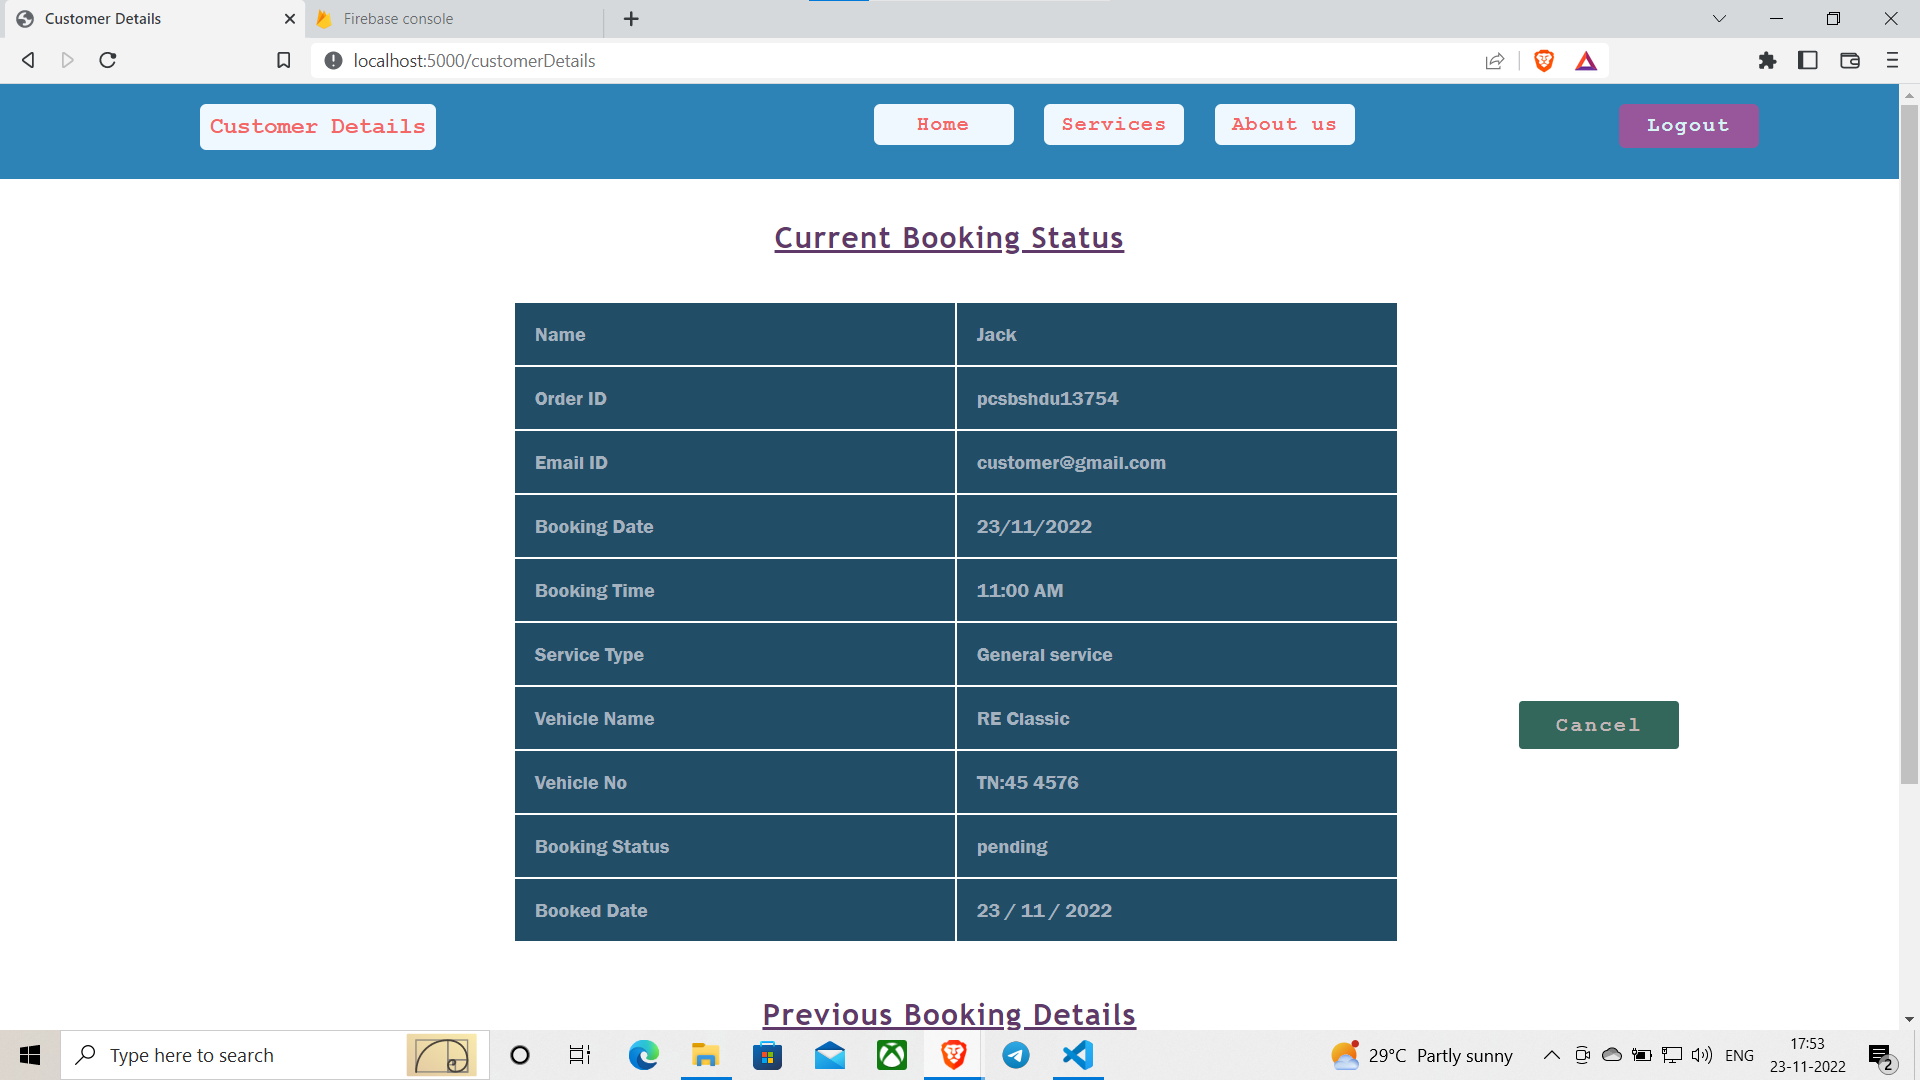 Customer Details
Firebase console
localhost:5000/customerDetails
Customer Details
Home
Services
About us
Logout
Current Booking Status
Name Jack
Order ID pcsbshdu13754
Email ID customer@gmail.com
Booking Date 23/11/2022
Booking Time 11:00 AM
Service Type General service
Vehicle Name RE Classic
Vehicle No TN:45 4576
Booking Status pending
Booked Date 23 / 11 / 2022
Cancel
Previous Booking Details
Type here to search
29°C Partly sunny
ENG
17:53
23-11-2022
2